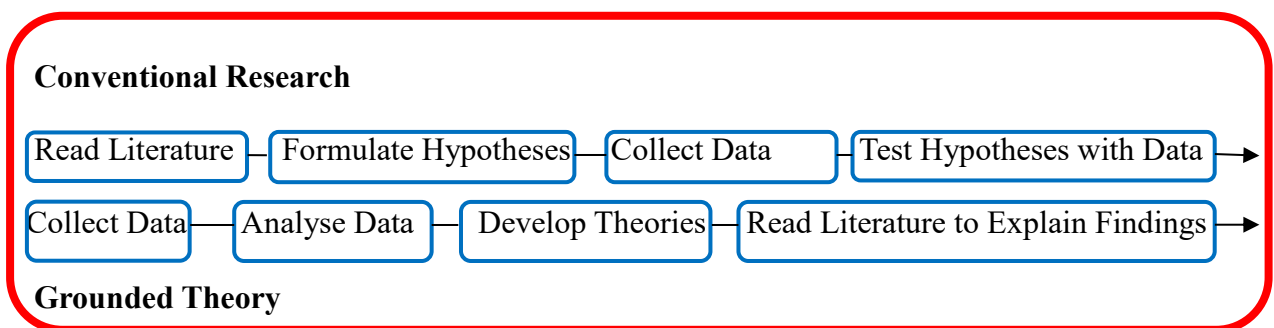 Conventional Research
Read Literature Formulate Hypotheses Collect Data Test Hypotheses with Data
Collect Data Analyse Data Develop Theories Read Literature to Explain Findings
Grounded Theory